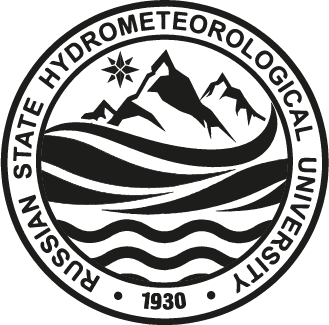 RUSSIAN STATE HYDROMETEOROLOGICAL UNIVERSITY
• 1930 •